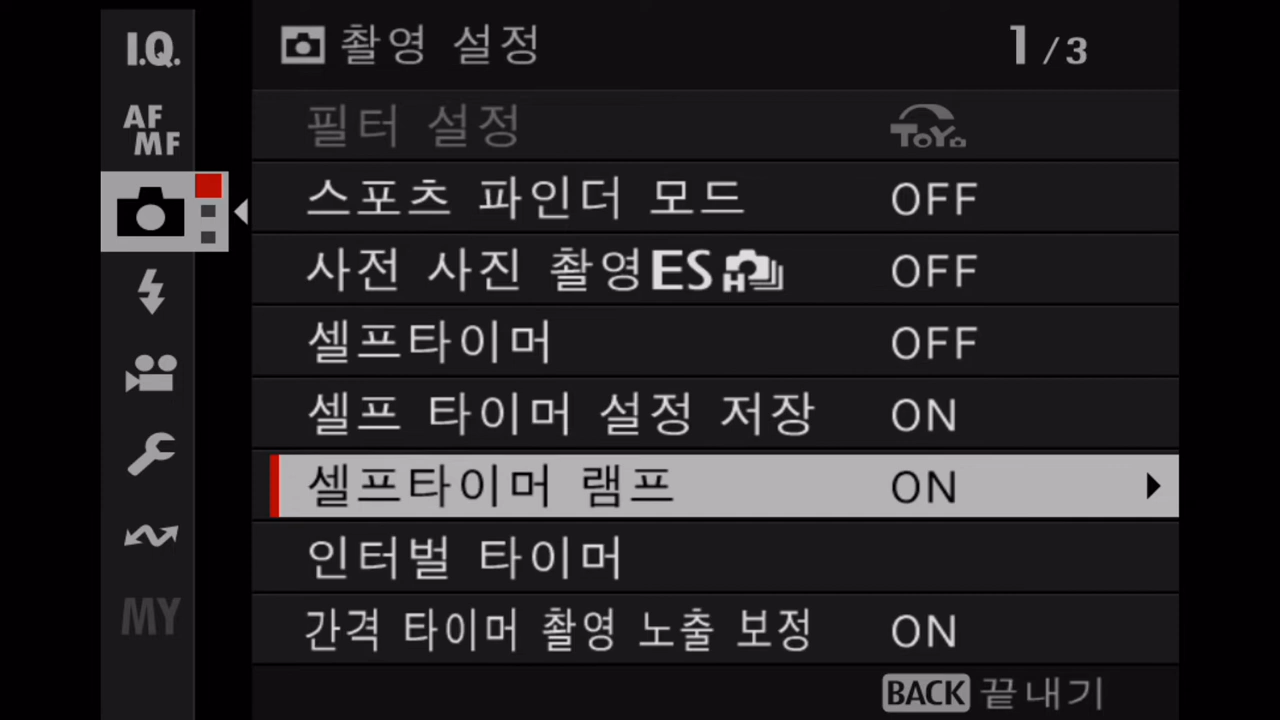 I.Q.
AF
MF
MY
촬영 설정 1/3
필터 설정 TOYO
스포츠 파인더 모드 OFF
사전 사진 촬영ES H OFF
셀프타이머 OFF
셀프 타이머 설정 저장 ON
셀프타이머 램프 ON
인터벌 타이머
간격 타이머 촬영 노출 보정 ON
BACK 끝내기